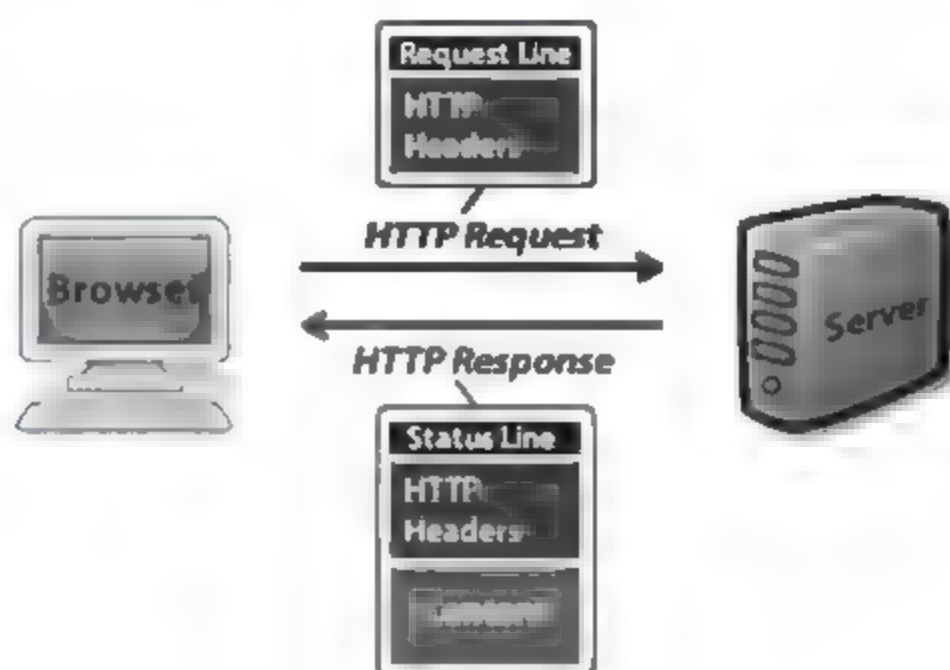 Request Line
HTTP
Headers
HTTP Request
Browser
Server
HTTP Response
Status Line
HTTP
Headers